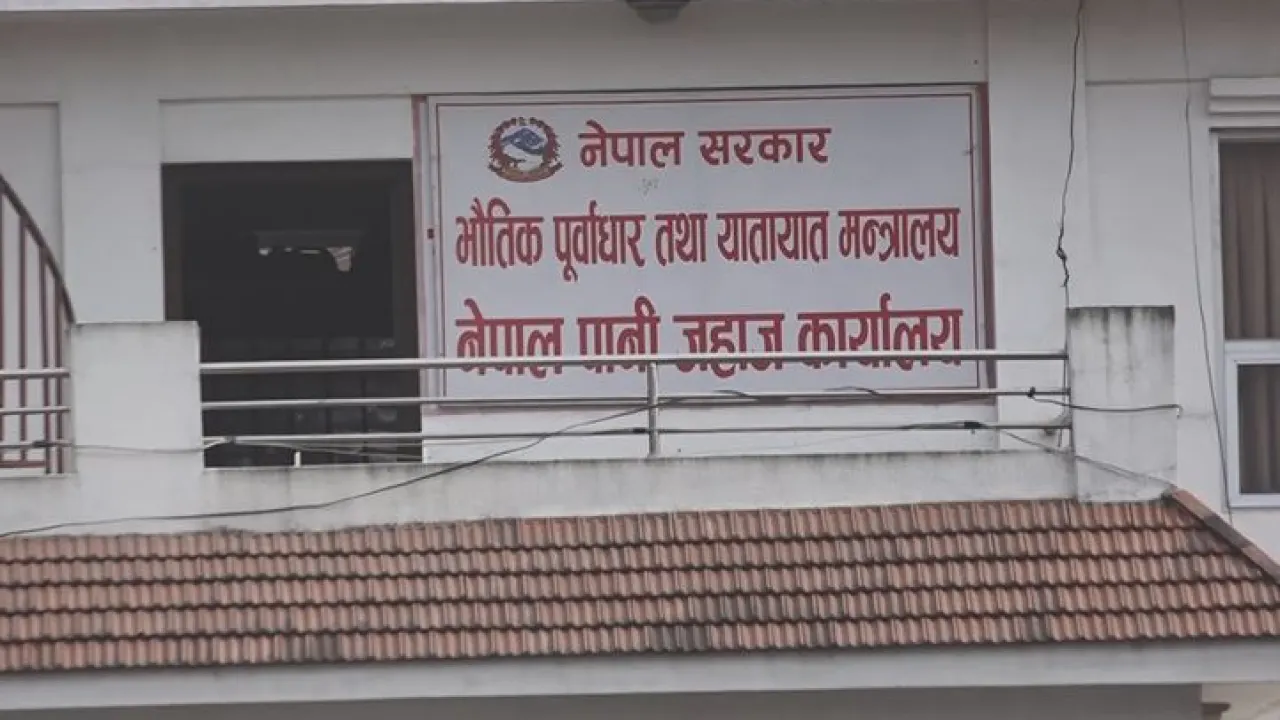 नेपाल सरकार
भौतिक पूर्वाधार तथा यातायात मन्त्रालय
नेपाल पानी जहाज कार्यालय